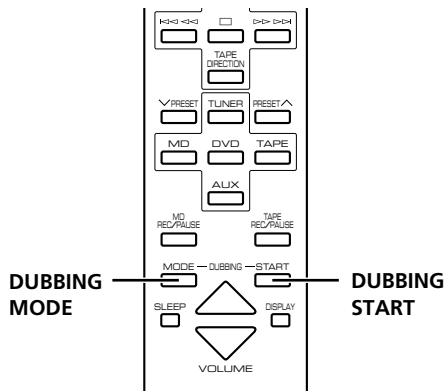 TAPE
DIRECTION
PRESET TUNER PRESET
MD DVD TAPE
AUX
MD
REC/PAUSE
TAPE
REC/PAUSE
MODE — DUBBING — START
DUBBING
MODE
DUBBING
START
SLEEP DISPLAY
VOLUME